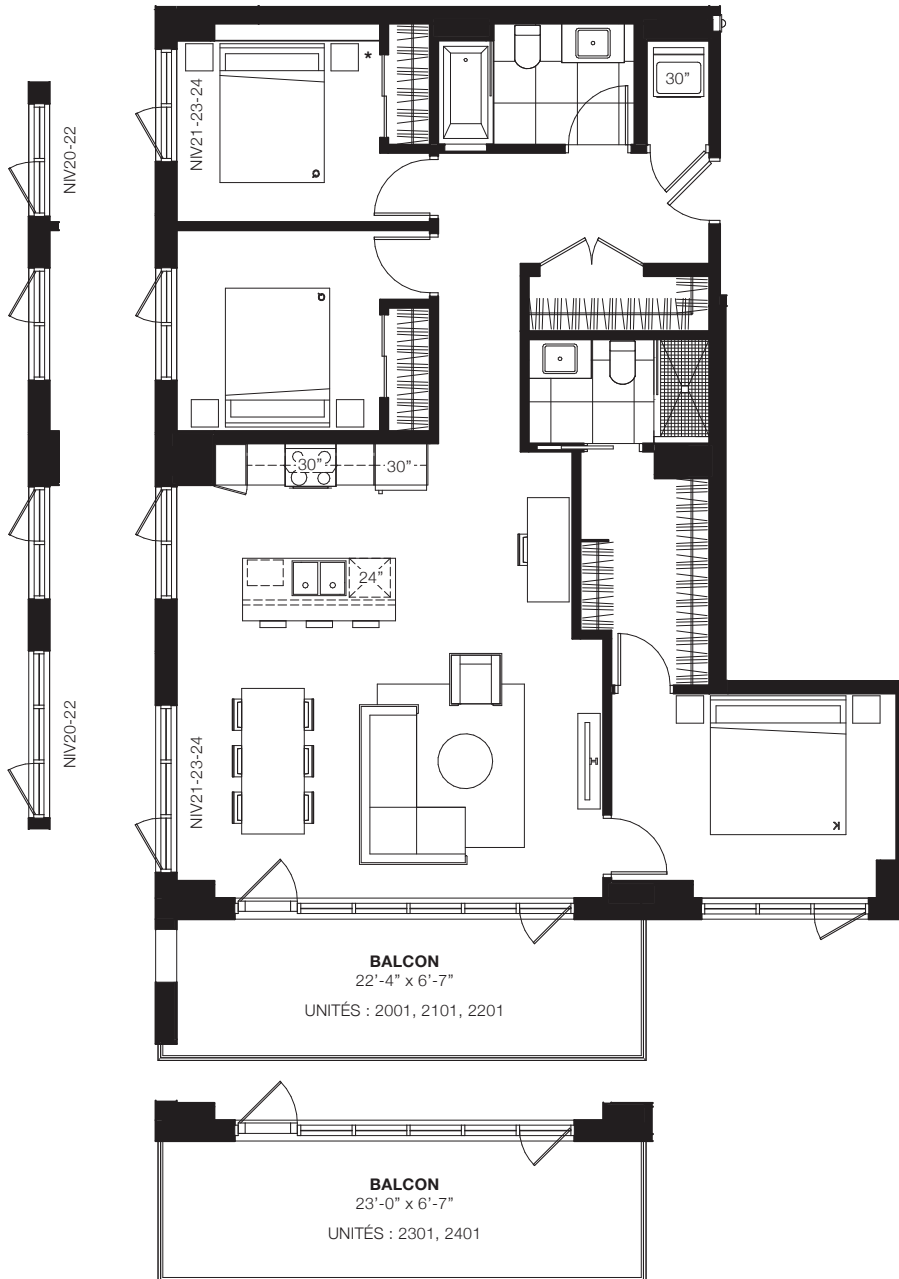 *
30”
NIV21-23-24
NIV20-22
Q
Q
30”
30”
24”
NIV20-22
NIV21-23-24
H
K
BALCON
22’-4” x 6’-7”
UNITÉS : 2001, 2101, 2201
BALCON
23’-0” x 6’-7”
UNITÉS : 2301, 2401